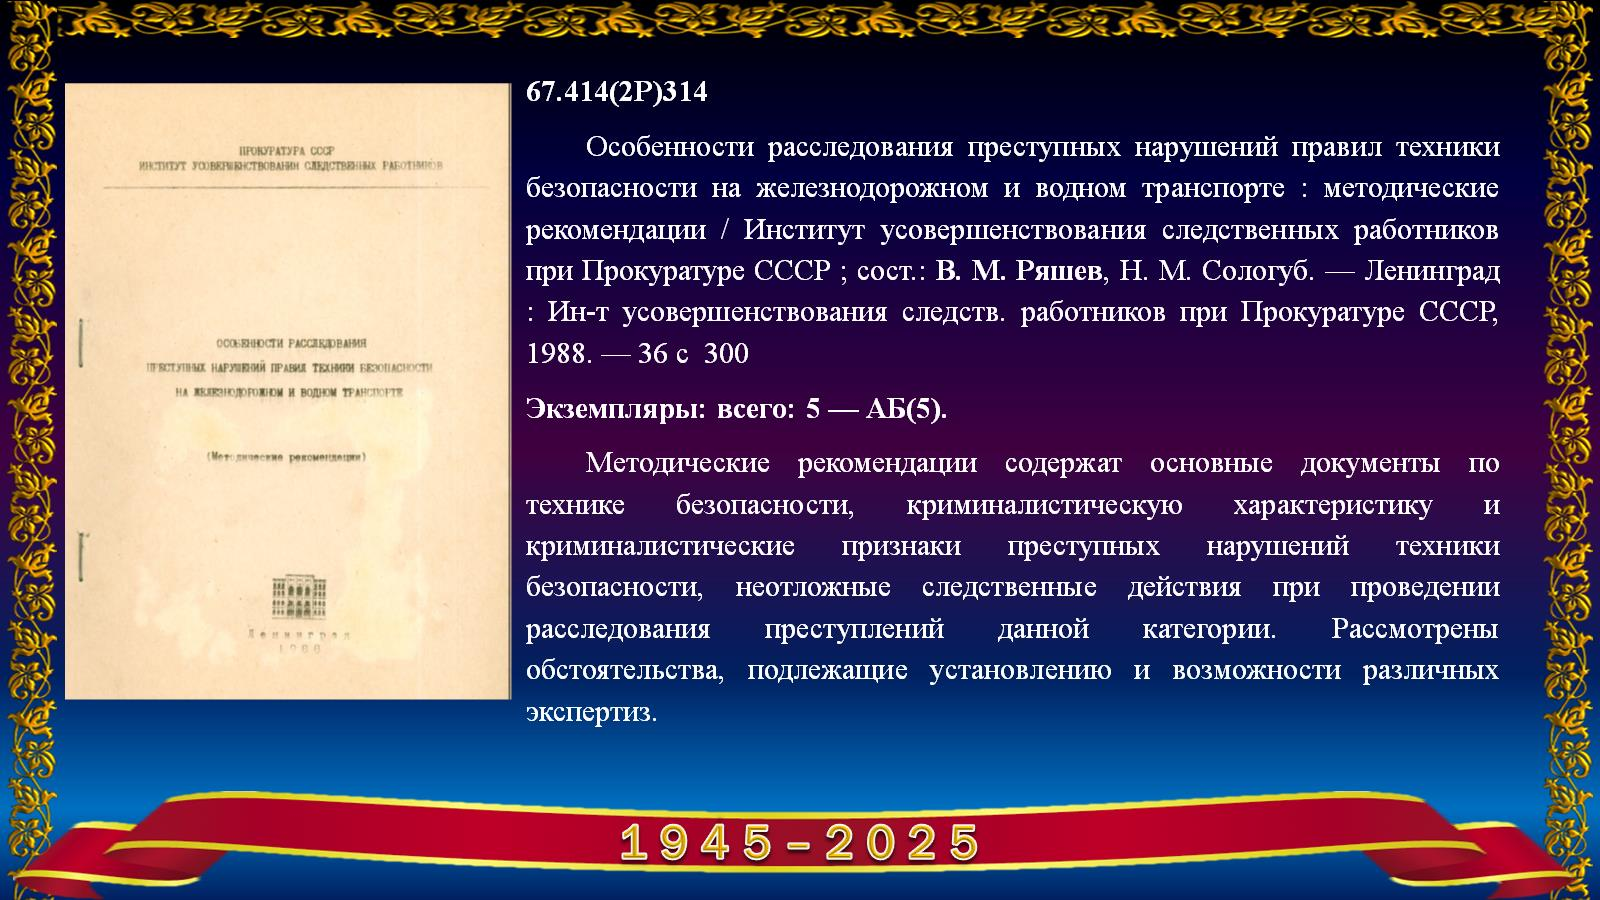 ПРОКУРАТУРА СССР
ИНСТИТУТ УСОВЕРШЕНСТВОВАНИЯ СЛЕДСТВЕННЫХ РАБОТНИКОВ
ОСОБЕННОСТИ РАССЛЕДОВАНИЯ
ПРЕСТУПНЫХ НАРУШЕНИЙ ПРАВИЛ ТЕХНИКИ БЕЗОПАСНОСТИ
НА ЖЕЛЕЗНОДОРОЖНОМ И ВОДНОМ ТРАНСПОРТЕ
(Методические рекомендации)
Ленинград
1988
67.414(2Р)314
Особенности расследования преступных нарушений правил техники
безопасности на железнодорожном и водном транспорте : методические
рекомендации / Институт усовершенствования следственных работников
при Прокуратуре СССР ; сост.: В. М. Ряшев, Н. М. Сологуб. — Ленинград
: Ин-т усовершенствования следств. работников при Прокуратуре СССР,
1988. — 36 с 300
Экземпляры: всего: 5 — АБ(5).
Методические рекомендации содержат основные документы по
технике безопасности, криминалистическую характеристику и
криминалистические признаки преступных нарушений техники
безопасности, неотложные следственные действия при проведении
расследования преступлений данной категории. Рассмотрены
обстоятельства, подлежащие установлению и возможности различных
экспертиз.
1945–2025